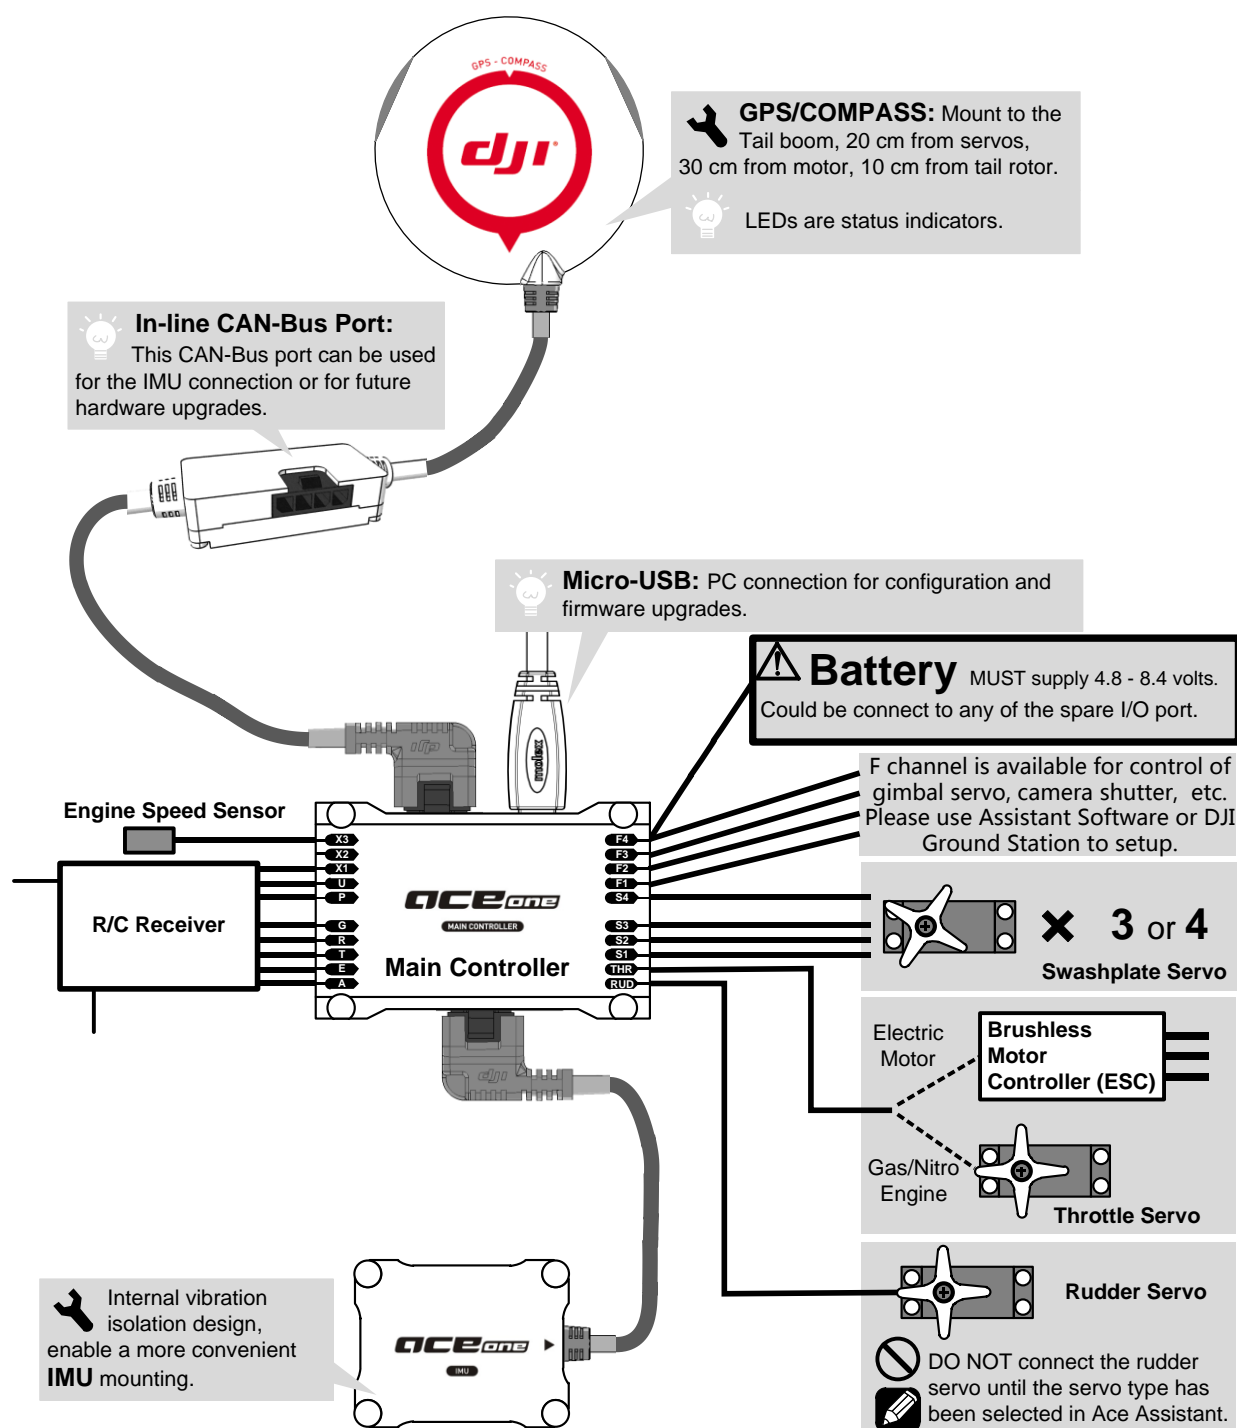 GPS - COMPASS
dji
GPS/COMPASS: Mount to the
Tail boom, 20 cm from servos,
30 cm from motor, 10 cm from tail rotor.
LEDs are status indicators.
In-line CAN-Bus Port:
This CAN-Bus port can be used
for the IMU connection or for future
hardware upgrades.
Micro-USB: PC connection for configuration and
firmware upgrades.
Battery MUST supply 4.8 - 8.4 volts.
Could be connect to any of the spare I/O port.
dji
molex
F channel is available for control of
gimbal servo, camera shutter, etc.
Please use Assistant Software or DJI
Ground Station to setup.
Engine Speed Sensor
R/C Receiver
X3
X2
X1
U
P
G
R
T
E
A
ace one
MAIN CONTROLLER
Main Controller
F4
F3
F2
F1
S4
S3
S2
S1
THR
RUD
3 or 4
Swashplate Servo
Electric
Motor
Brushless
Motor
Controller (ESC)
Gas/Nitro
Engine
Throttle Servo
dji
Internal vibration
isolation design,
enable a more convenient
IMU mounting.
ace one
IMU
Rudder Servo
DO NOT connect the rudder
servo until the servo type has
been selected in Ace Assistant.